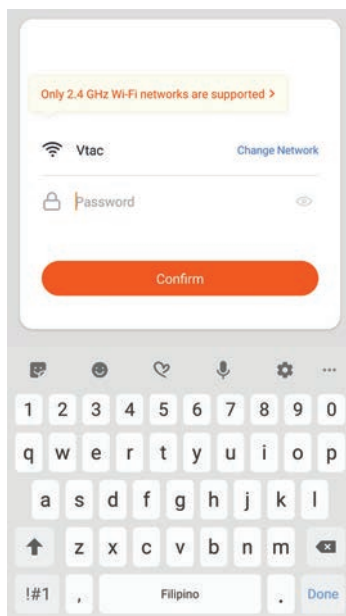 Only 2.4 GHz Wi-Fi networks are supported >
Vtac Change Network
Password
Confirm
1 2 3 4 5 6 7 8 9 0
q w e r t y u i o p
a s d f g h j k l
z x c v b n m
!#1 , Filipino . Done